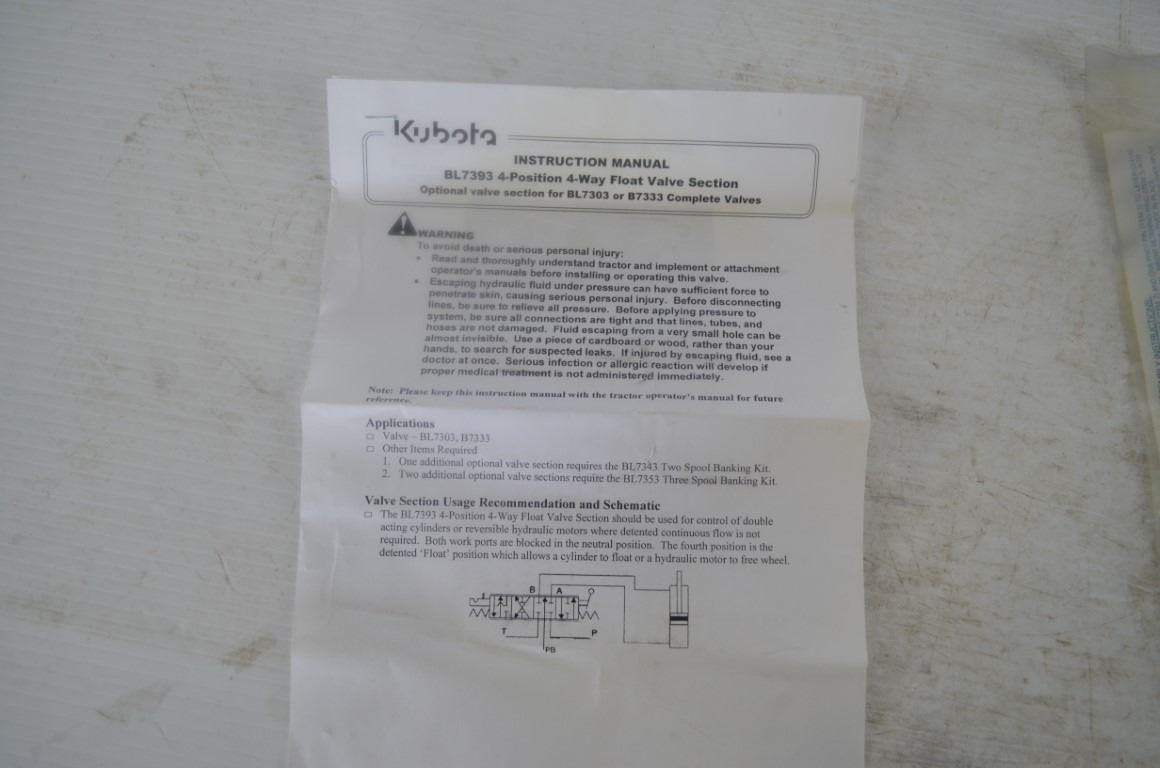 Kubota
INSTRUCTION MANUAL
BL7393 4-Position 4-Way Float Valve Section
Optional valve section for BL7303 or B7333 Complete Valves
WARNING
To avoid death or serious personal injury:
• Read and thoroughly understand tractor and implement or attachment
operator's manuals before installing or operating this valve.
• Escaping hydraulic fluid under pressure can have sufficient force to
penetrate skin, causing serious personal injury. Before disconnecting
lines, be sure to relieve all pressure. Before applying pressure to
system, be sure all connections are tight and that lines, tubes, and
hoses are not damaged. Fluid escaping from a very small hole can be
almost invisible. Use a piece of cardboard or wood, rather than your
hands, to search for suspected leaks. If injured by escaping fluid, see a
doctor at once. Serious infection or allergic reaction will develop if
proper medical treatment is not administered immediately.
Note: Please keep this instruction manual with the tractor operator's manual for future
reference.
Applications
Valve – BL7303, B7333
Other Items Required
1. One additional optional valve section requires the BL7343 Two Spool Banking Kit.
2. Two additional optional valve sections require the BL7353 Three Spool Banking Kit.
Valve Section Usage Recommendation and Schematic
The BL7393 4-Position 4-Way Float Valve Section should be used for control of double
acting cylinders or reversible hydraulic motors where detented continuous flow is not
required. Both work ports are blocked in the neutral position. The fourth position is the
detented 'Float' position which allows a cylinder to float or a hydraulic motor to free wheel.
B A
T P
PB